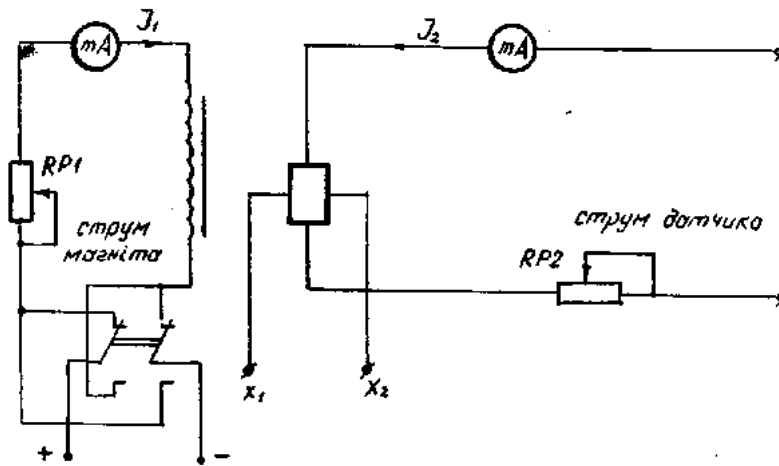 mA
J₁
J₂
mA
RP1
струм
магніта
струм датчика
RP2
x₁
x₂
+
-